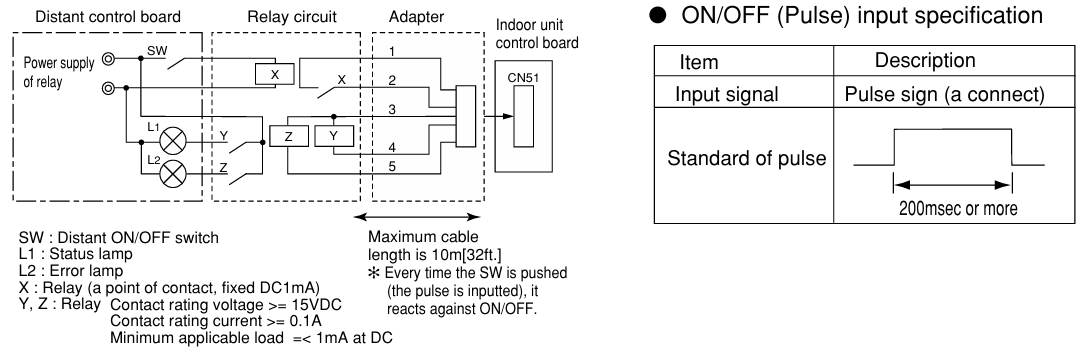 Distant control board
Relay circuit
Adapter
Indoor unit
control board
Power supply
of relay
SW
X
1
2
X
3
CN51
L1
Y
Z
Y
L2
Z
4
5
SW : Distant ON/OFF switch
L1 : Status lamp
L2 : Error lamp
X : Relay (a point of contact, fixed DC1mA)
Y, Z : Relay Contact rating voltage >= 15VDC
Contact rating current >= 0.1A
Minimum applicable load =< 1mA at DC
Maximum cable
length is 10m[32ft.]
＊ Every time the SW is pushed
(the pulse is inputted), it
reacts against ON/OFF.
● ON/OFF (Pulse) input specification
Item Description
Input signal Pulse sign (a connect)
Standard of pulse
200msec or more